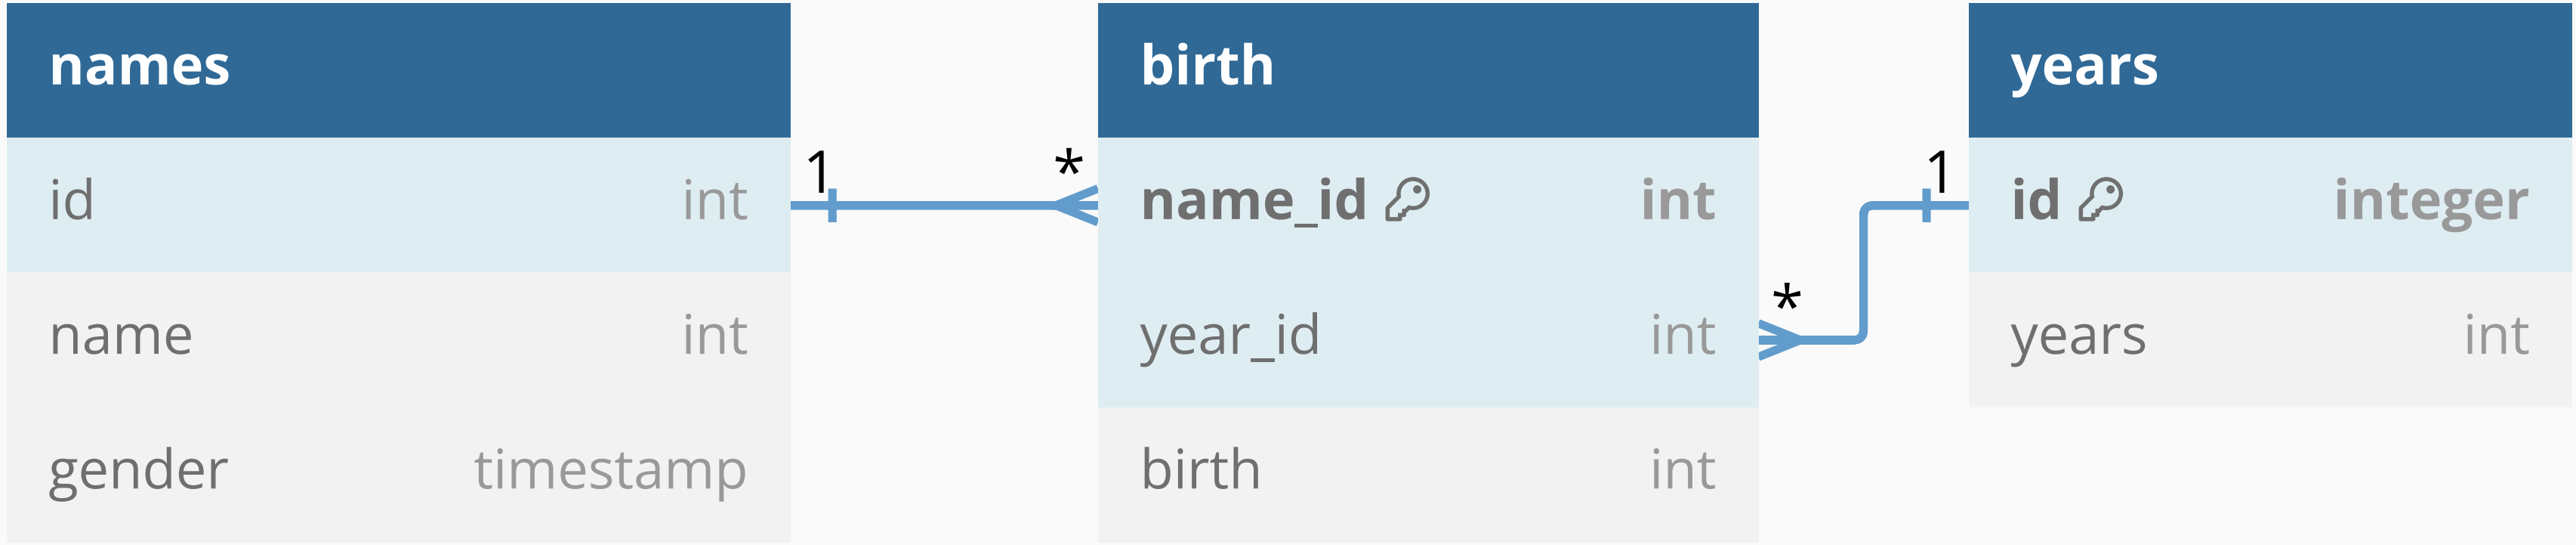 names
id int
name int
gender timestamp
1 *
birth
name_id int
year_id int
birth int
* 1
years
id integer
years int